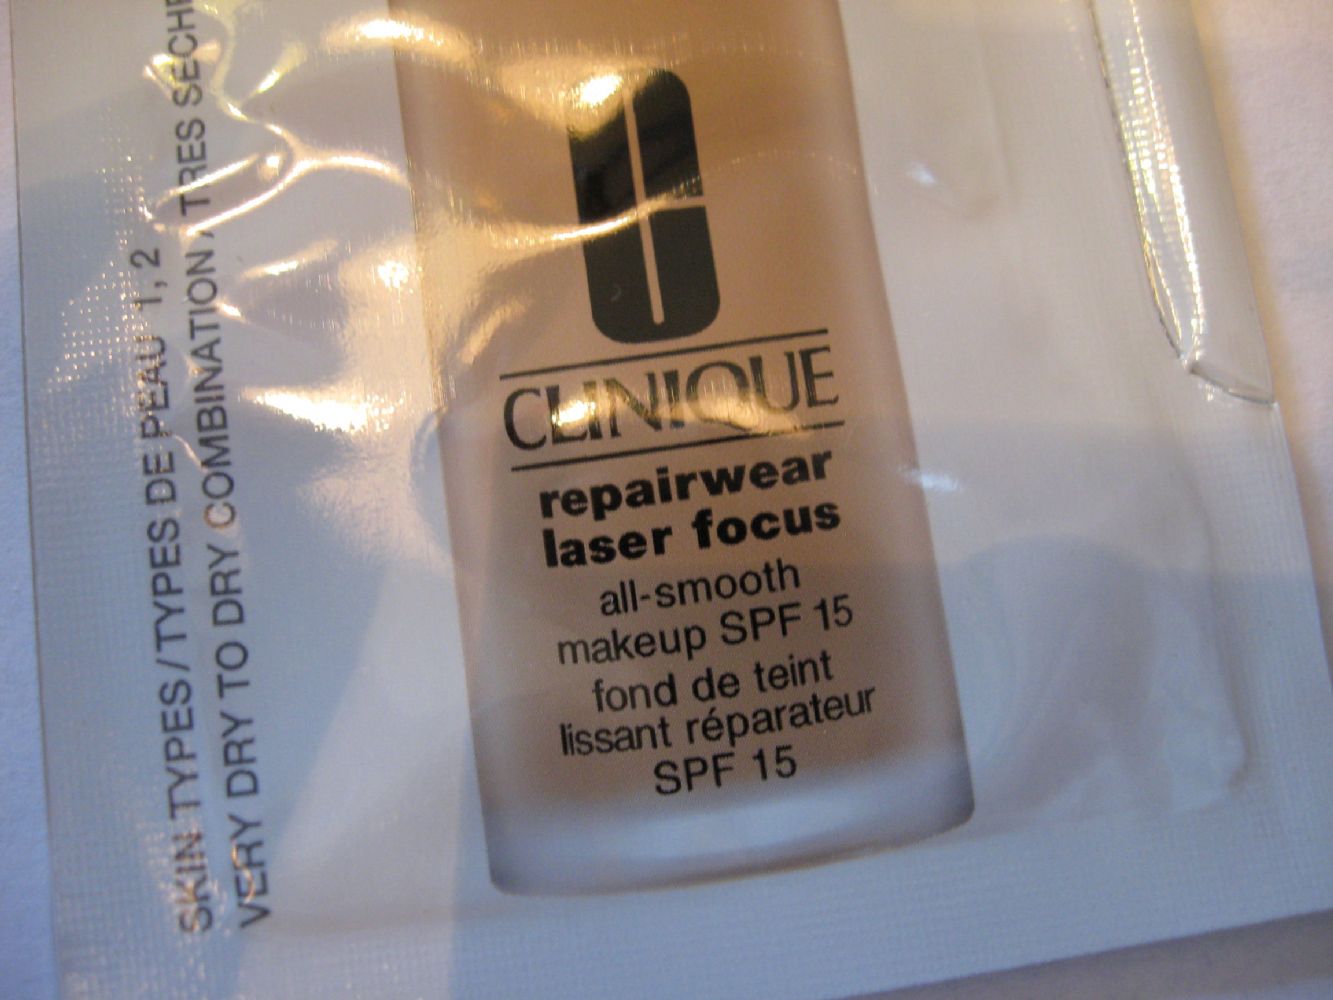 SKIN TYPES / TYPES DE PEAU 1, 2
VERY DRY TO DRY COMBINATION / TRES SECHE
CLINIQUE
repairwear
laser focus
all-smooth
makeup SPF 15
fond de teint
lissant réparateur
SPF 15